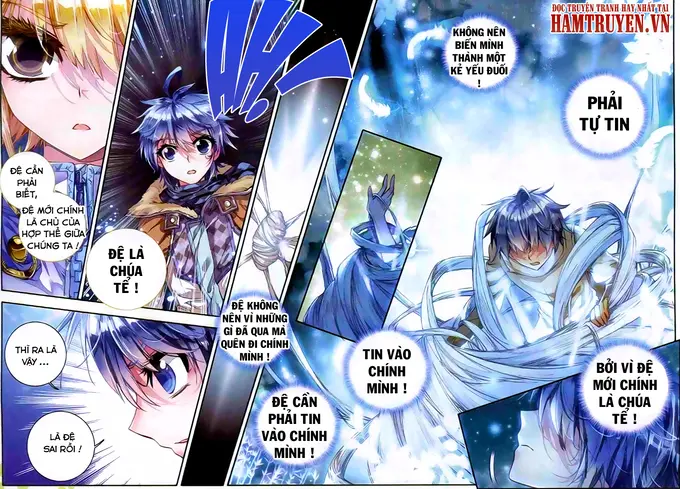 ĐỌC TRUYỆN TRANH HAY NHẤT TẠI
HAMTRUYEN.VN
AH!
ĐỆ CẦN
PHẢI
BIẾT,
ĐỆ MỚI CHÍNH
LÀ CHỦ CỦA
HỢP THỂ GIỮA
CHÚNG TA !
ĐỆ LÀ
CHÚA
TỂ !
THÌ RA LÀ
VẬY ...
LÀ ĐỆ
SAI RỒI !
KHÔNG NÊN
BIẾN MÌNH
THÀNH MỘT
KẺ YẾU ĐUỐI
!
PHẢI
TỰ TIN
ĐỆ KHÔNG
NÊN VÌ NHỮNG
GÌ ĐÃ QUA MÀ
QUÊN ĐI CHÍNH
MÌNH !
TIN VÀO
CHÍNH
MÌNH !
ĐỆ CẦN
PHẢI TIN
VÀO CHÍNH
MÌNH !
BỞI VÌ ĐỆ
MỚI CHÍNH
LÀ CHÚA
TỂ !